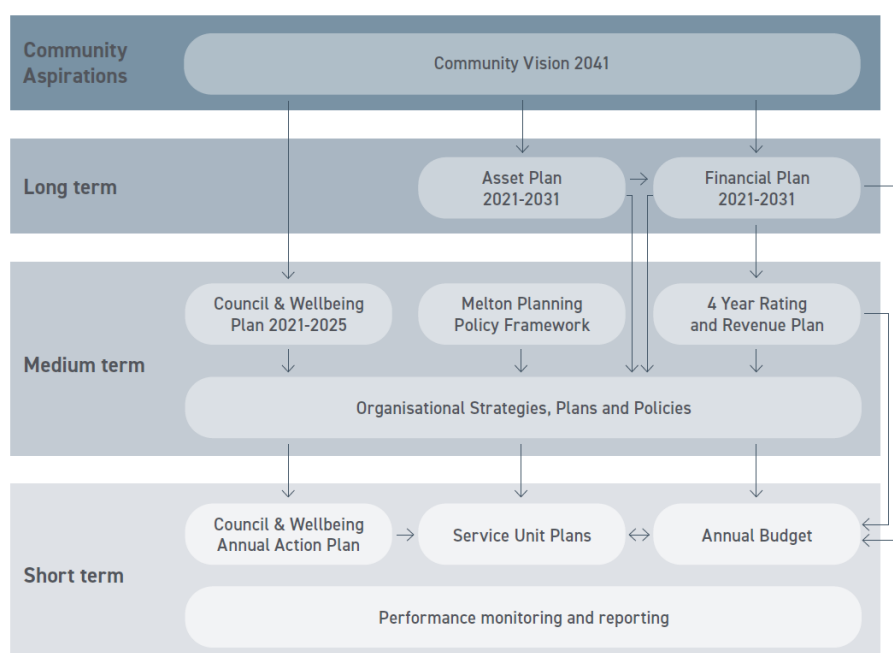 Community
Aspirations
Community Vision 2041
Long term
Asset Plan
2021-2031
Financial Plan
2021-2031
Medium term
Council & Wellbeing
Plan 2021-2025
Melton Planning
Policy Framework
4 Year Rating
and Revenue Plan
Organisational Strategies, Plans and Policies
Short term
Council & Wellbeing
Annual Action Plan
Service Unit Plans
Annual Budget
Performance monitoring and reporting